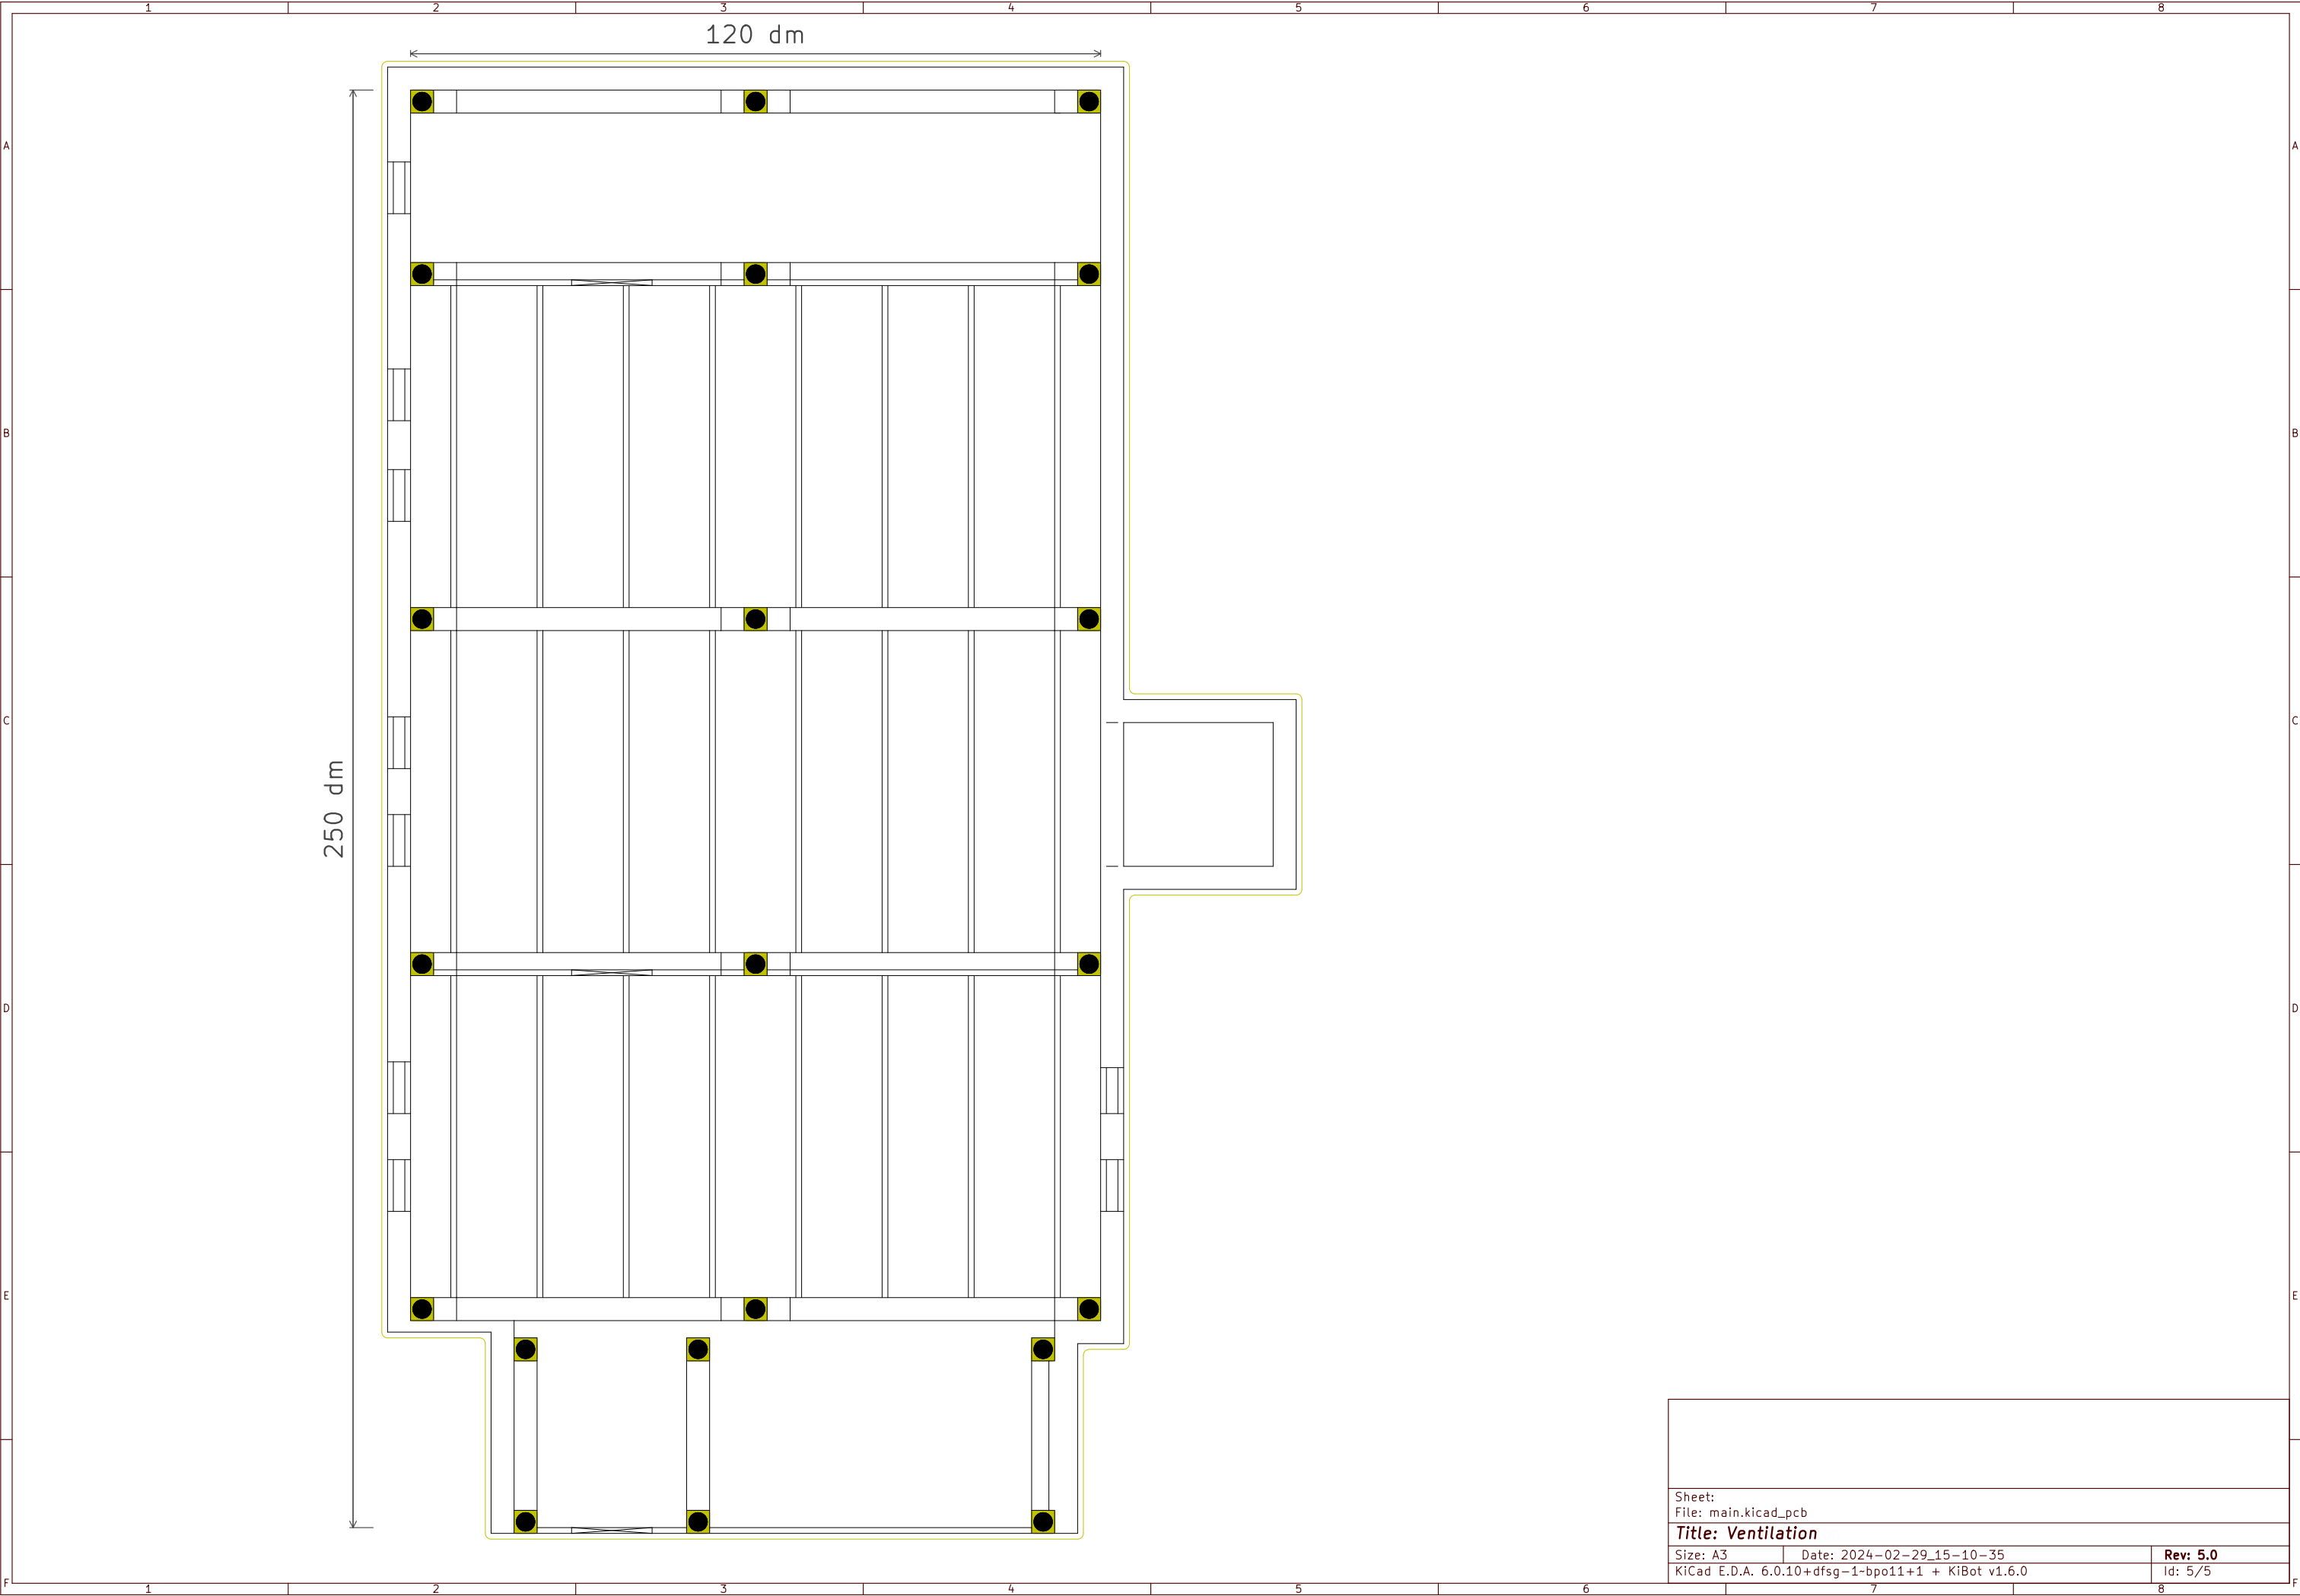 1 2 3 4 5 6 7 8
120 dm
A A
B B
C C
250 dm
D D
E E
Sheet:
File: main.kicad_pcb
Title: Ventilation
Size: A3 Date: 2024-02-29_15-10-35 Rev: 5.0
KiCad E.D.A. 6.0.10+dfsg-1~bpo11+1 + KiBot v1.6.0 Id: 5/5
F F
1 2 3 4 5 6 7 8